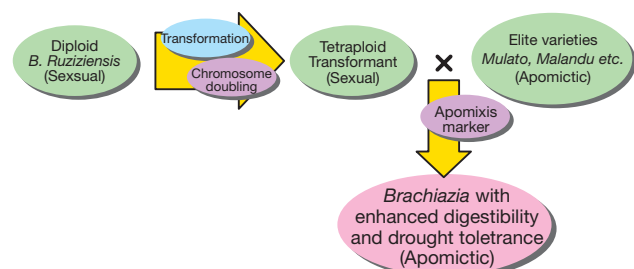 Diploid
B. Ruziziensis
(Sexsual)
Transformation
Chromosome
doubling
Tetraploid
Transformant
(Sexual)
×
Elite varieties
Mulato, Malandu etc.
(Apomictic)
Apomixis
marker
Brachiazia with
enhanced digestibility
and drought toletrance
(Apomictic)